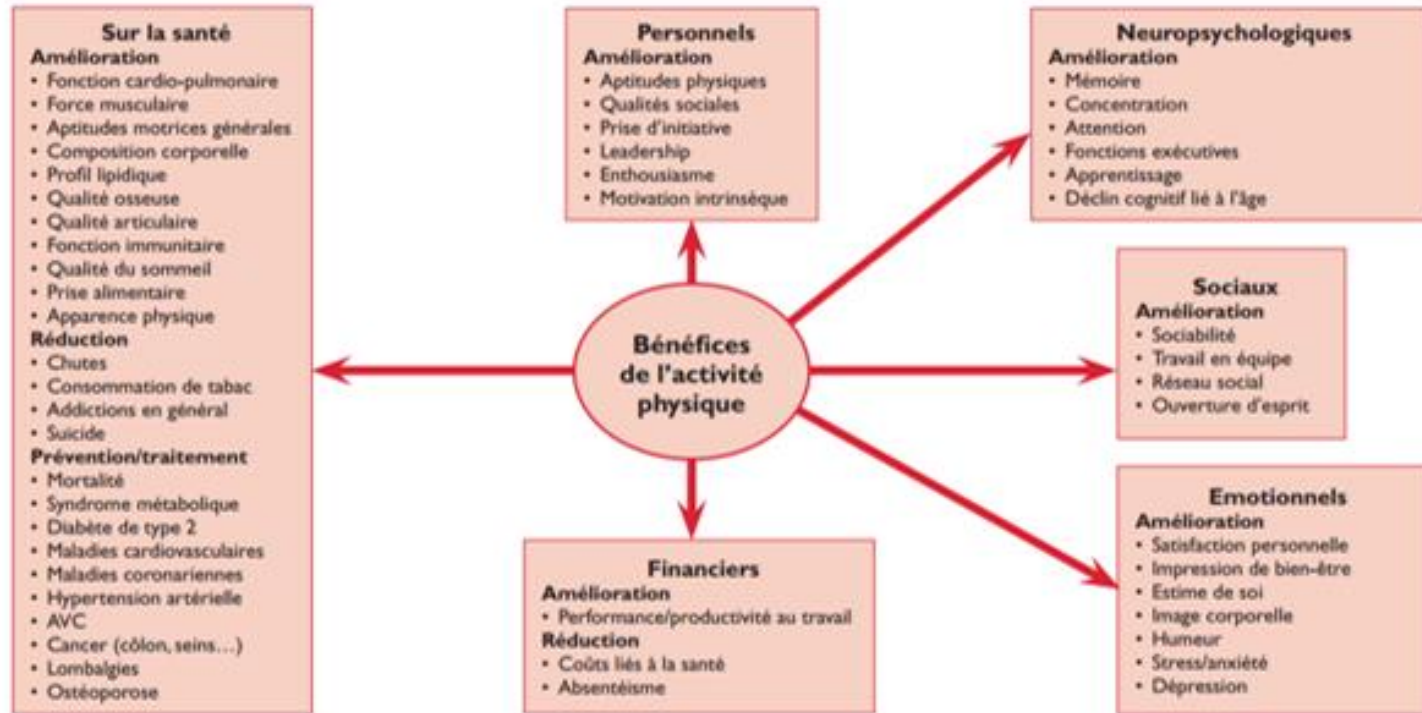 Sur la santé
Amélioration
• Fonction cardio-pulmonaire
• Force musculaire
• Aptitudes motrices générales
• Composition corporelle
• Profil lipidique
• Qualité osseuse
• Qualité articulaire
• Fonction immunitaire
• Qualité du sommeil
• Prise alimentaire
• Apparence physique
Réduction
• Chutes
• Consommation de tabac
• Addictions en général
• Suicide
Prévention/traitement
• Mortalité
• Syndrome métabolique
• Diabète de type 2
• Maladies cardiovasculaires
• Maladies coronariennes
• Hypertension artérielle
• AVC
• Cancer (côlon, seins…)
• Lombalgies
• Ostéoporose
Personnels
Amélioration
• Aptitudes physiques
• Qualités sociales
• Prise d'initiative
• Leadership
• Enthousiasme
• Motivation intrinsèque
Bénéfices
de l'activité
physique
Financiers
Amélioration
• Performance/productivité au travail
Réduction
• Coûts liés à la santé
• Absentéisme
Neuropsychologiques
Amélioration
• Mémoire
• Concentration
• Attention
• Fonctions exécutives
• Apprentissage
• Déclin cognitif lié à l'âge
Sociaux
Amélioration
• Sociabilité
• Travail en équipe
• Réseau social
• Ouverture d'esprit
Emotionnels
Amélioration
• Satisfaction personnelle
• Impression de bien-être
• Estime de soi
• Image corporelle
• Humeur
• Stress/anxiété
• Dépression